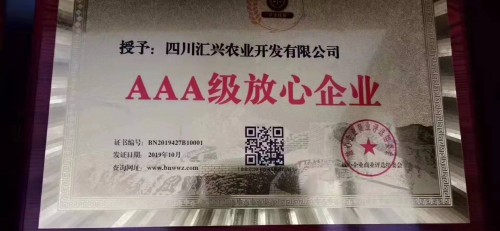 授予：四川汇兴农业开发有限公司
AAA级放心企业
证书编号：BN2019427B10001
发证日期：2019年10月
查询网址：www.bnwwz.com